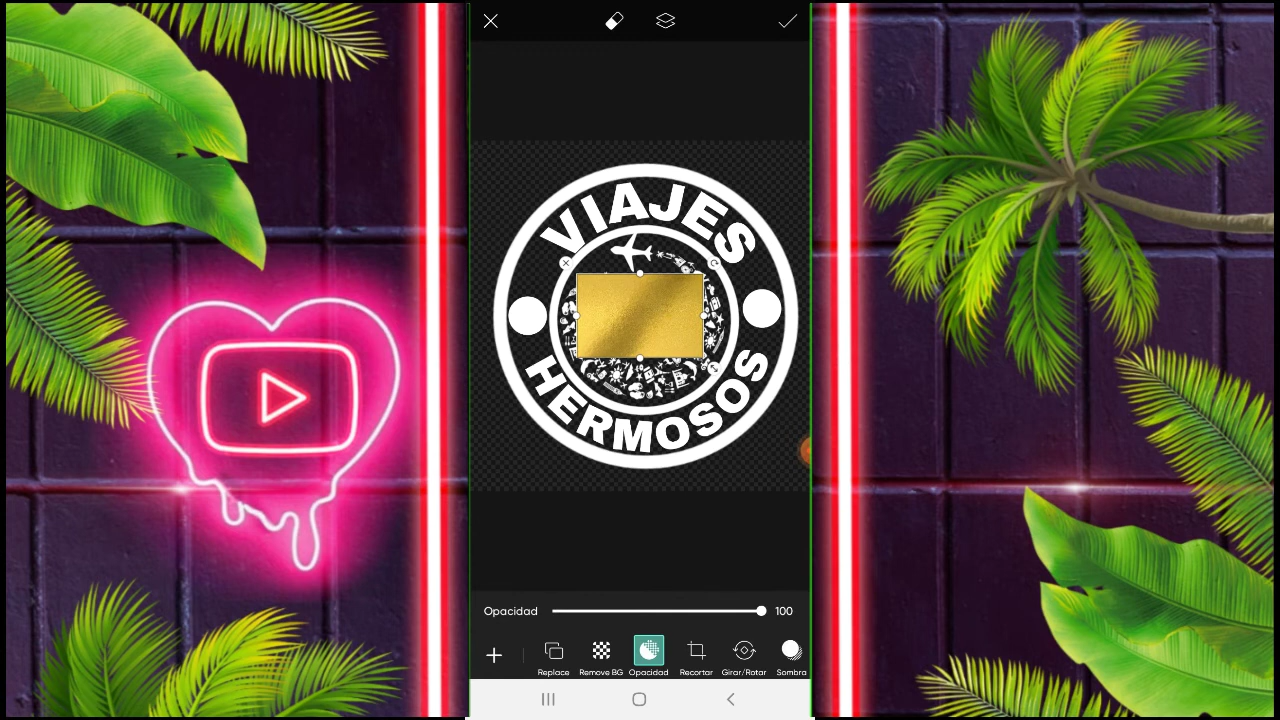 VIAJES
HERMOSOS
Opacidad 100
Replace Remove BG Opacidad Recortar Girar/Rotar Sombra